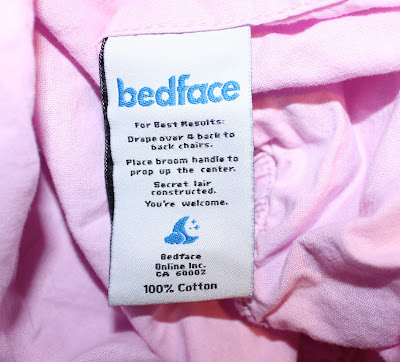 bedface
For Best Results:
Drape over 4 back to
back chairs.
Place broom handle to
prop up the center.
Secret lair
constructed.
You're welcome.
Bedface
Online Inc.
CA 60002
100% Cotton